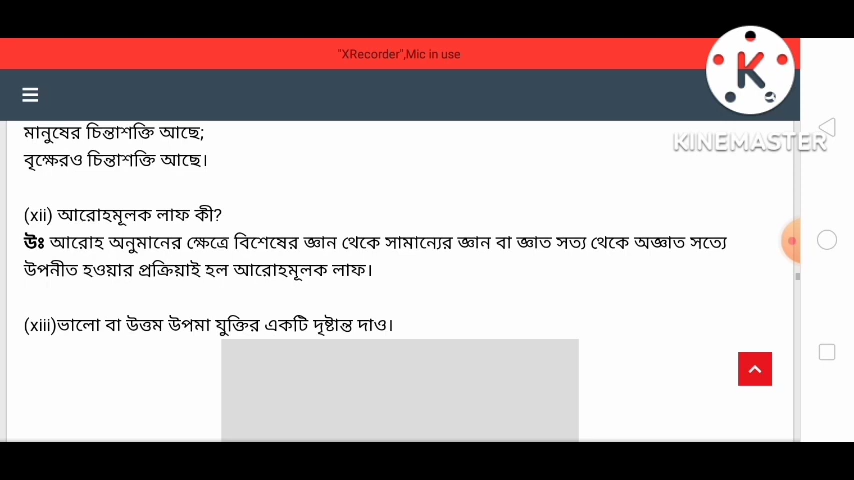 "XRecorder",Mic in use
K
KINEMASTER
মানুষের চিন্তাশক্তি আছে;
বৃক্ষেরও চিন্তাশক্তি আছে।
(xii) আরোহমূলক লাফ কী?
উঃ আরোহ অনুমানের ক্ষেত্রে বিশেষের জ্ঞান থেকে সামান্যের জ্ঞান বা জ্ঞাত সত্য থেকে অজ্ঞাত সত্যে
উপনীত হওয়ার প্রক্রিয়াই হল আরোহমূলক লাফ।
(xiii)ভালো বা উত্তম উপমা যুক্তির একটি দৃষ্টান্ত দাও।